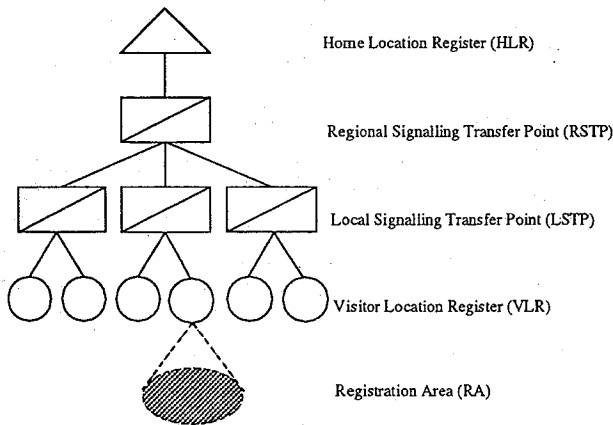 Home Location Register (HLR)
Regional Signalling Transfer Point (RSTP)
Local Signalling Transfer Point (LSTP)
Visitor Location Register (VLR)
Registration Area (RA)